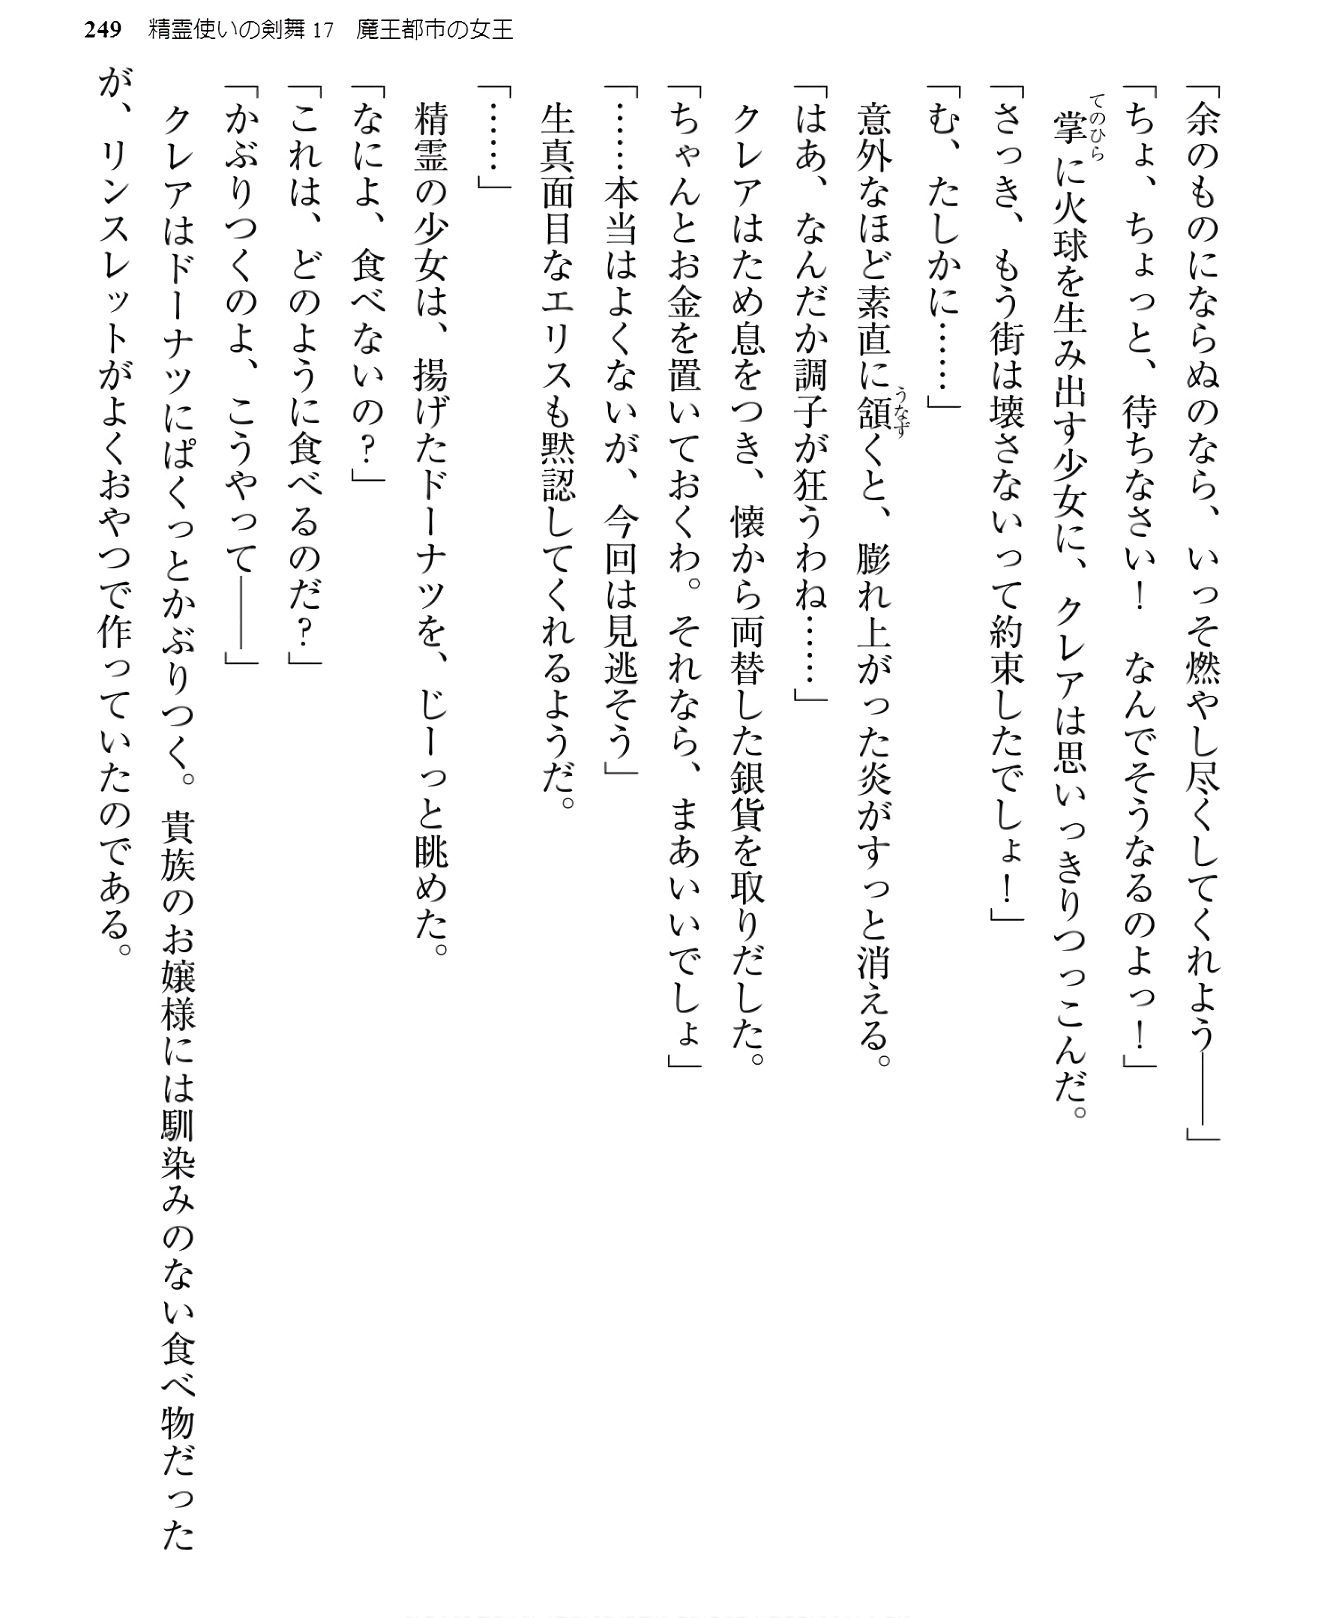 249 精霊使いの剣舞 17 魔王都市の女王
「余のものにならぬのなら、いっそ燃やし尽くしてくれよう――」
「ちょ、ちょっと、待ちなさい！　なんでそうなるのよっ！」
　掌に火球を生み出す少女に、クレアは思いっきりつっこんだ。
てのひら
「さっき、もう街は壊さないって約束したでしょ！」
「む、たしかに……」
　意外なほど素直に頷くと、膨れ上がった炎がすっと消える。
うなず
「はあ、なんだか調子が狂うわね……」
　クレアはため息をつき、懐から両替した銀貨を取りだした。
「ちゃんとお金を置いておくわ。それなら、まあいいでしょ」
「……本当はよくないが、今回は見逃そう」
　生真面目なエリスも黙認してくれるようだ。
「……」
　精霊の少女は、揚げたドーナツを、じーっと眺めた。
「なによ、食べないの？」
「これは、どのように食べるのだ？」
「かぶりつくのよ、こうやって――」
　クレアはドーナツにぱくっとかぶりつく。貴族のお嬢様には馴染みのない食べ物だった
が、リンスレットがよくおやつで作っていたのである。